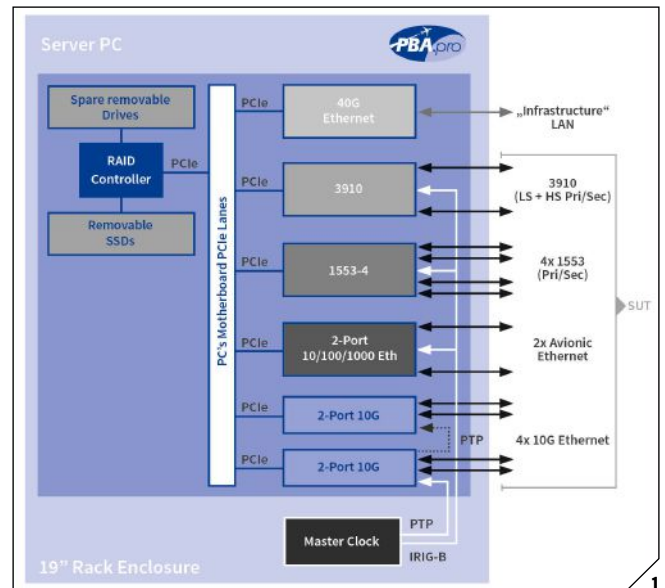 Server PC
PBA.pro
Spare removable
Drives
RAID
Controller
PCIe
Removable
SSDs
PC's Motherboard PCIe Lanes
PCIe
40G
Ethernet
„Infrastructure“
LAN
PCIe
3910
3910
(LS + HS Pri/Sec)
PCIe
1553-4
4x 1553
(Pri/Sec)
SUT
PCIe
2-Port
10/100/1000 Eth
2x Avionic
Ethernet
PCIe
2-Port 10G
PTP
4x 10G Ethernet
PCIe
2-Port 10G
Master Clock
PTP
IRIG-B
19” Rack Enclosure
1